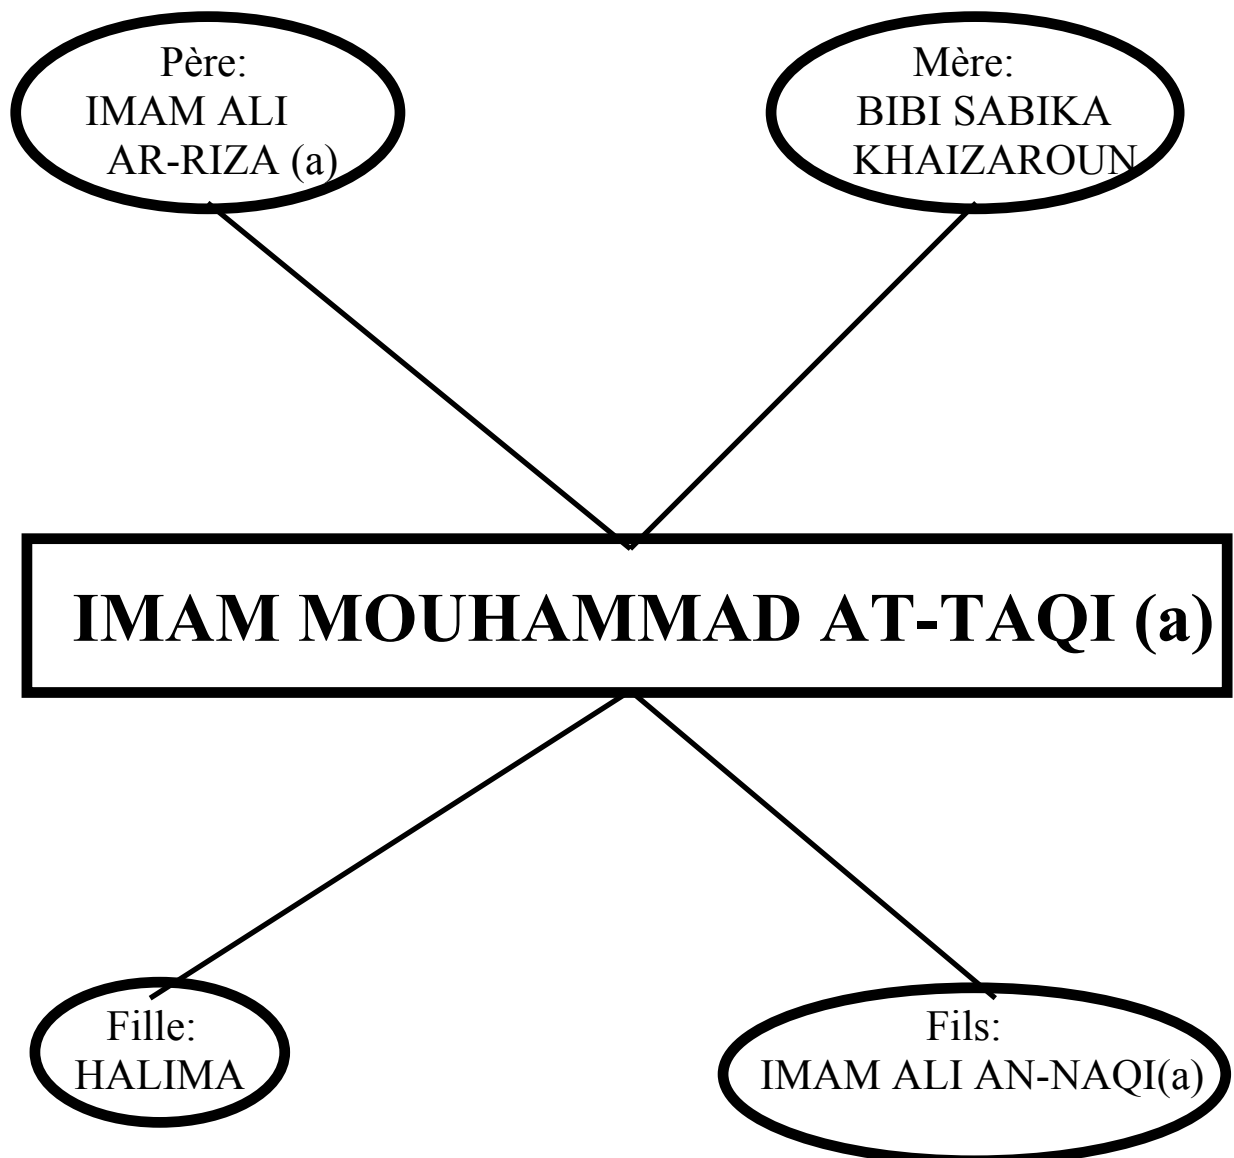 Père:
IMAM ALI
AR-RIZA (a)
Mère:
BIBI SABIKA
KHAIZAROUN
IMAM MOUHAMMAD AT-TAQI (a)
Fille:
HALIMA
Fils:
IMAM ALI AN-NAQI(a)